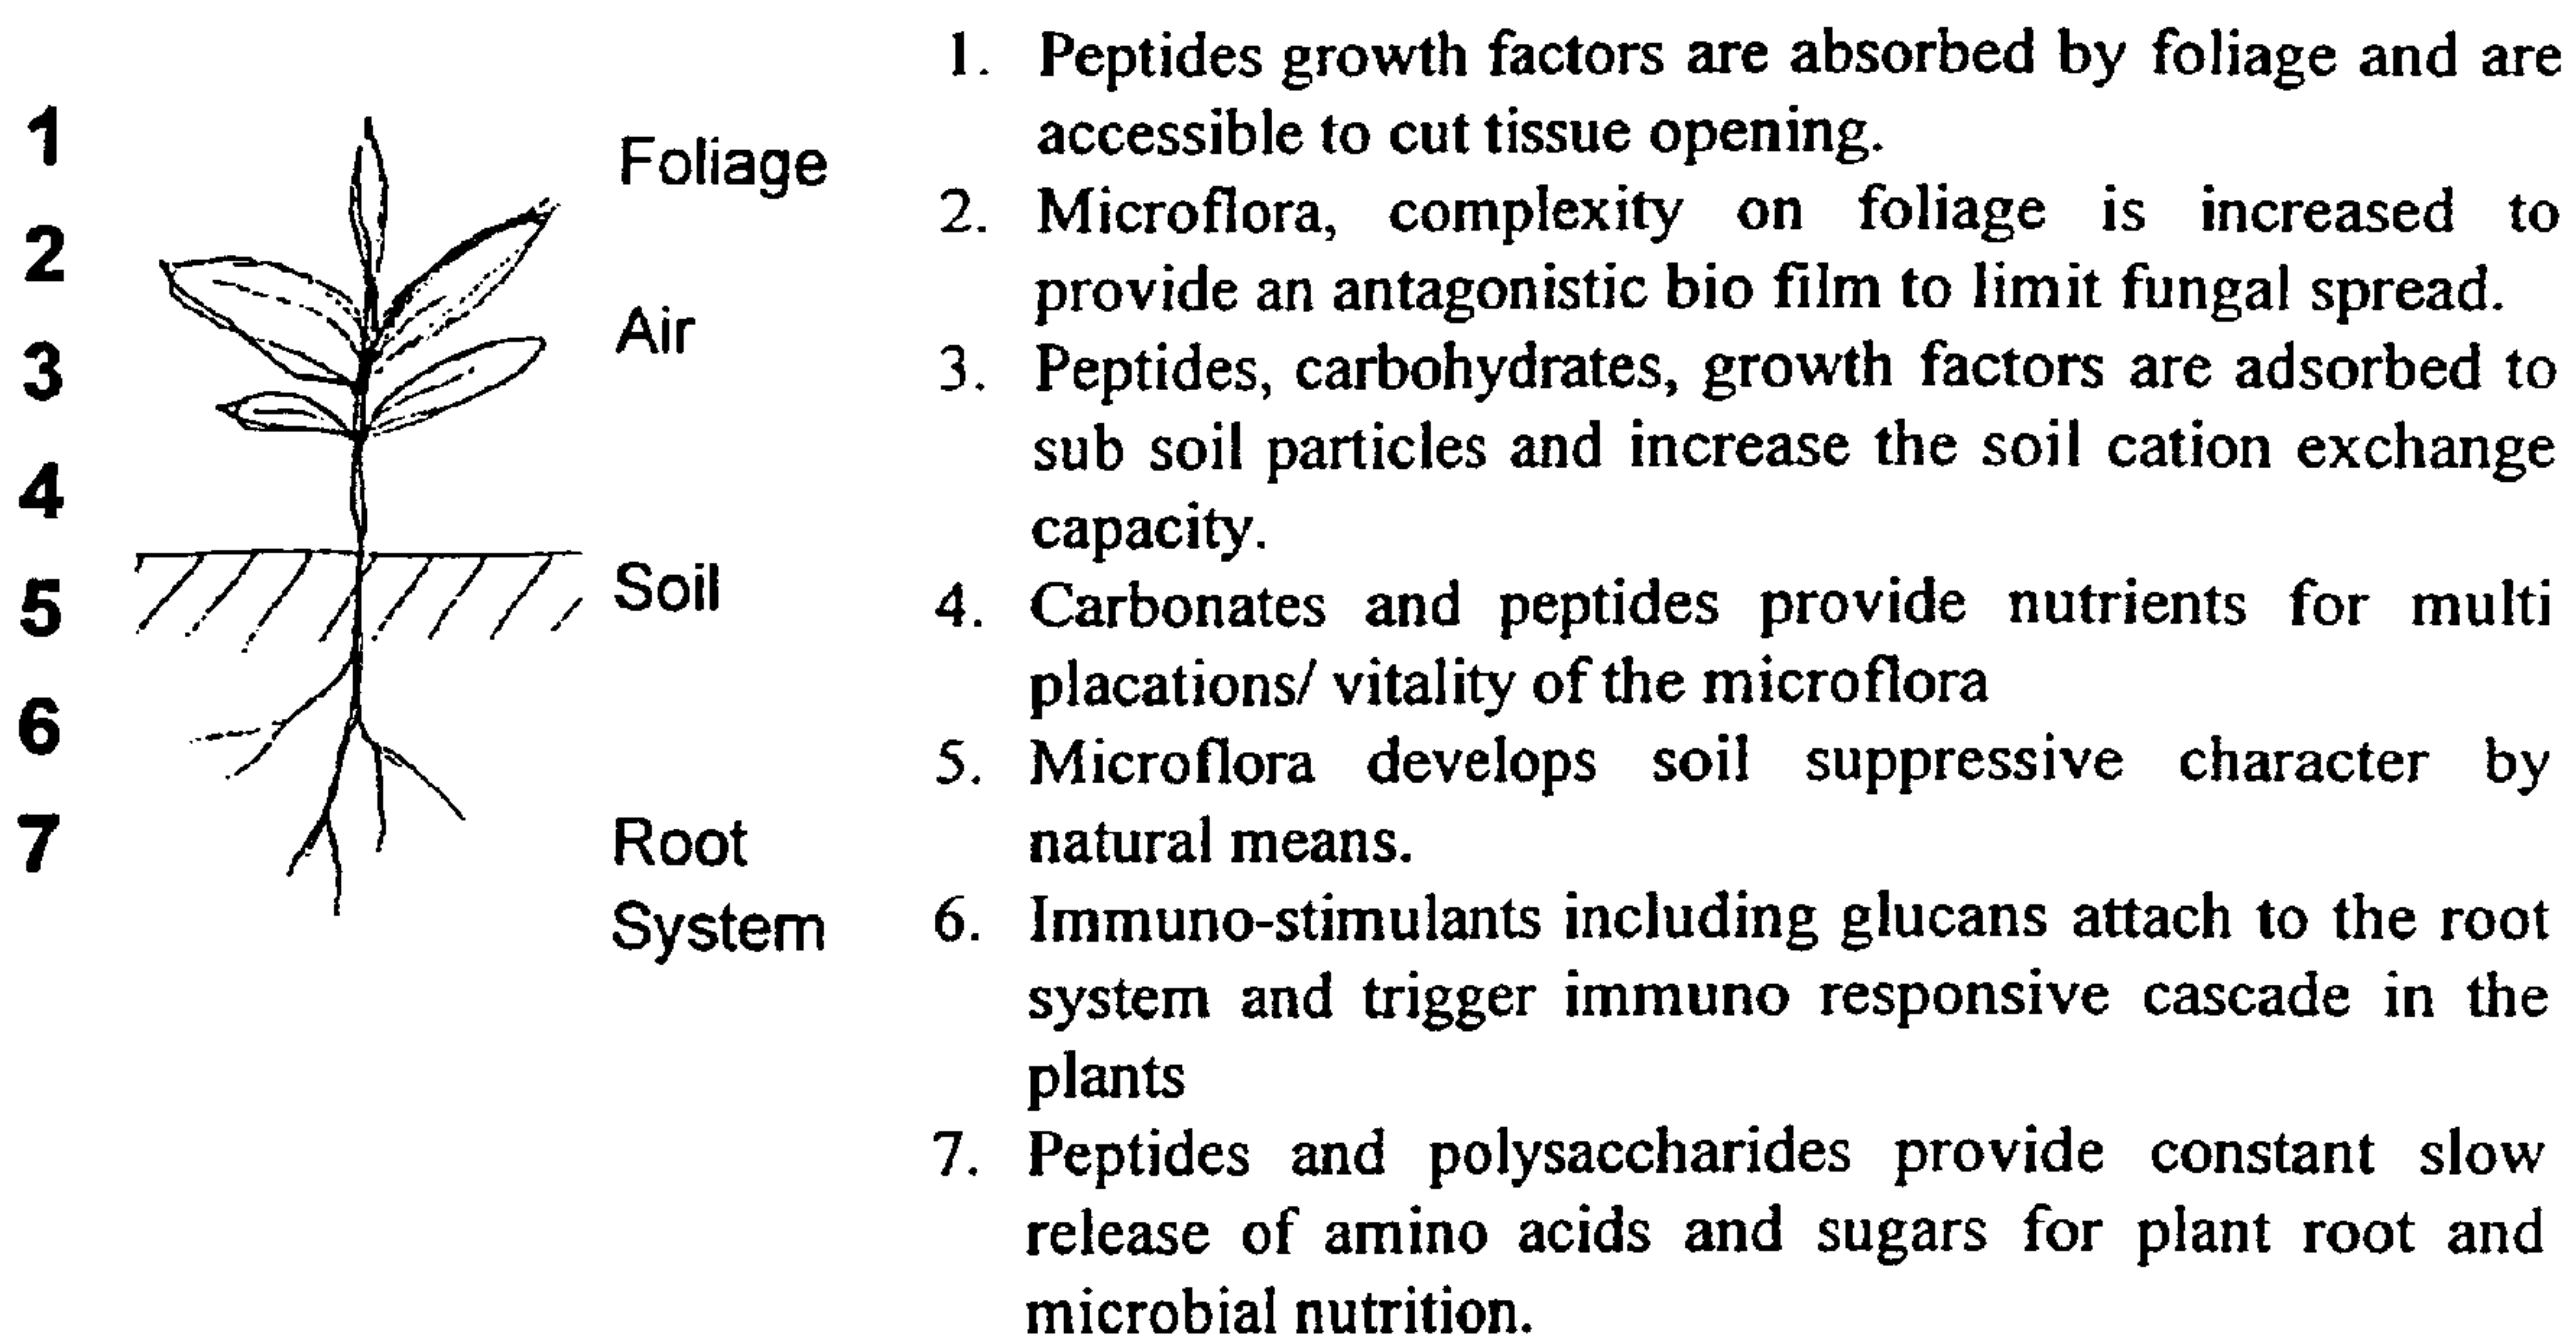 1
2
3
4
5
6
7
Foliage
Air
Soil
Root
System
1. Peptides growth factors are absorbed by foliage and are
accessible to cut tissue opening.
2. Microflora, complexity on foliage is increased to
provide an antagonistic bio film to limit fungal spread.
3. Peptides, carbohydrates, growth factors are adsorbed to
sub soil particles and increase the soil cation exchange
capacity.
4. Carbonates and peptides provide nutrients for multi
placations/ vitality of the microflora
5. Microflora develops soil suppressive character by
natural means.
6. Immuno-stimulants including glucans attach to the root
system and trigger immuno responsive cascade in the
plants
7. Peptides and polysaccharides provide constant slow
release of amino acids and sugars for plant root and
microbial nutrition.